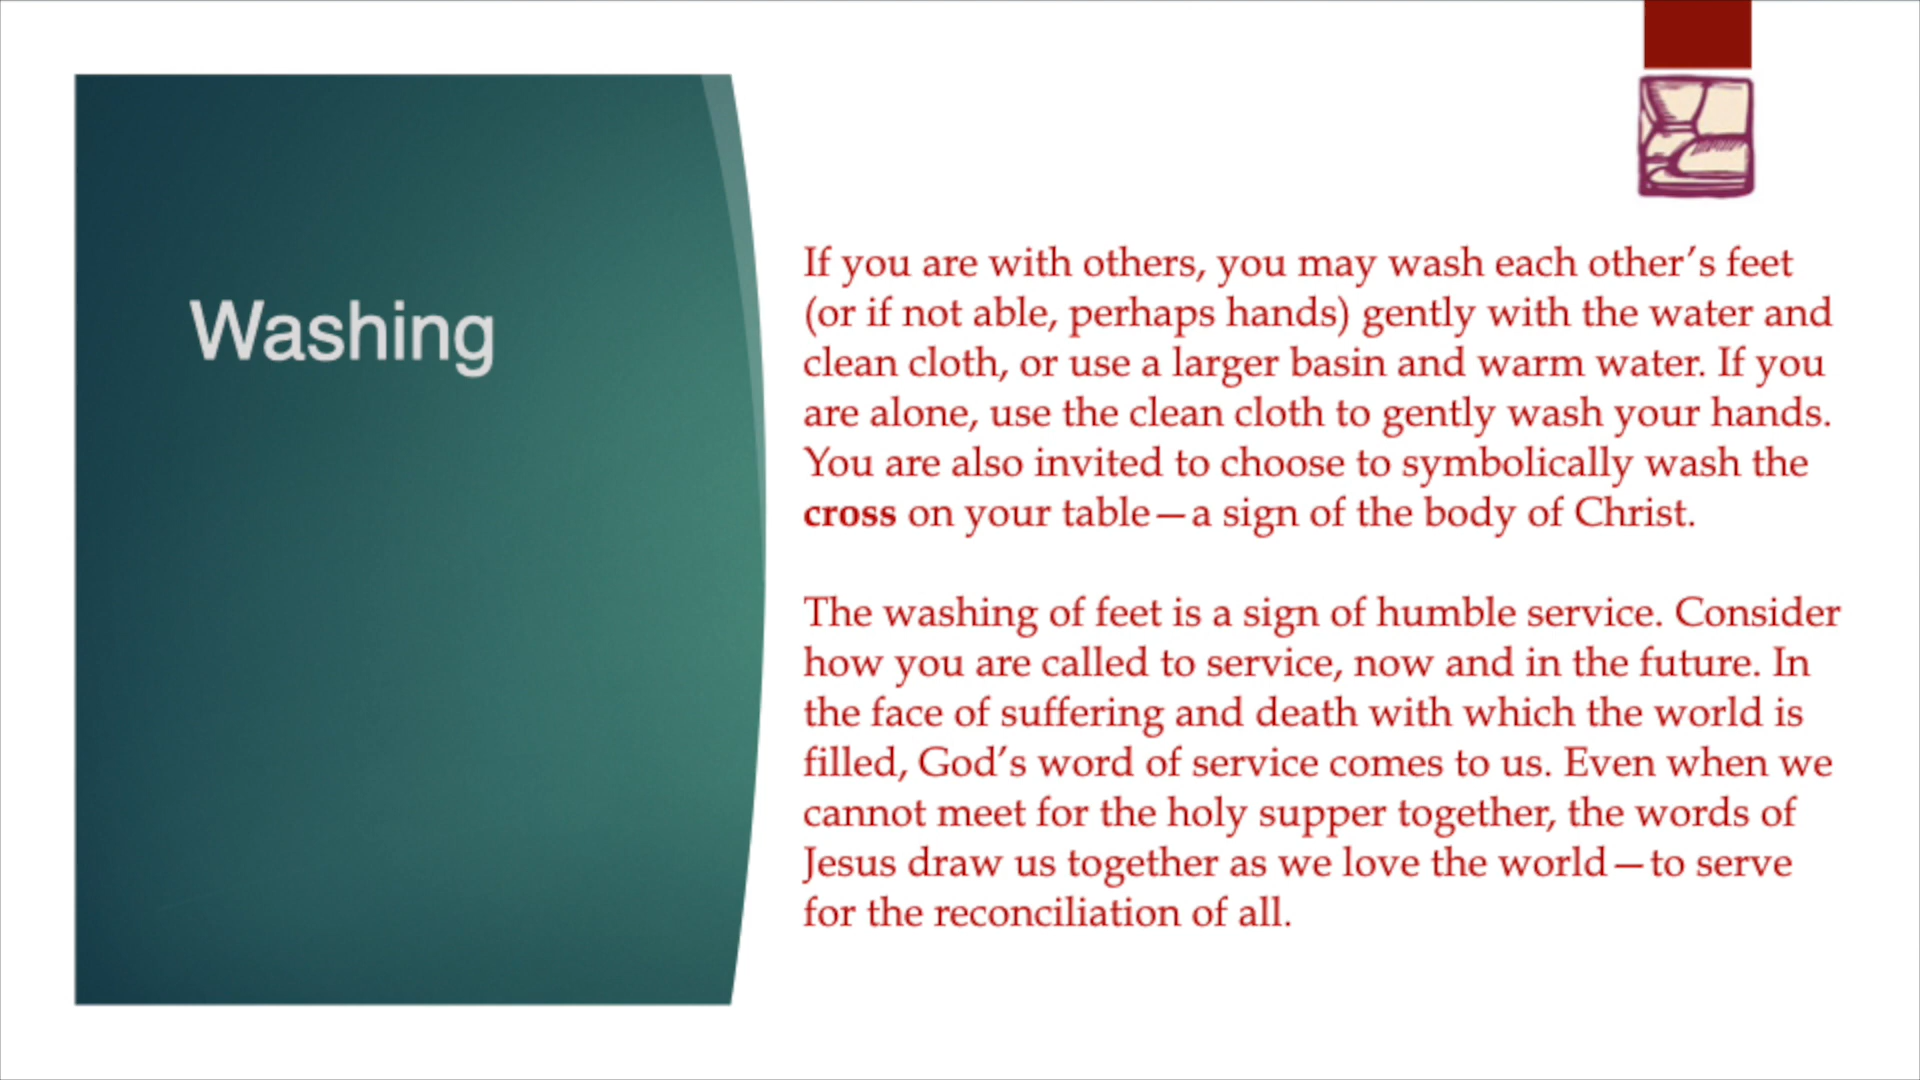 Washing
If you are with others, you may wash each other’s feet
(or if not able, perhaps hands) gently with the water and
clean cloth, or use a larger basin and warm water. If you
are alone, use the clean cloth to gently wash your hands.
You are also invited to choose to symbolically wash the
cross on your table—a sign of the body of Christ.
The washing of feet is a sign of humble service. Consider
how you are called to service, now and in the future. In
the face of suffering and death with which the world is
filled, God’s word of service comes to us. Even when we
cannot meet for the holy supper together, the words of
Jesus draw us together as we love the world—to serve
for the reconciliation of all.